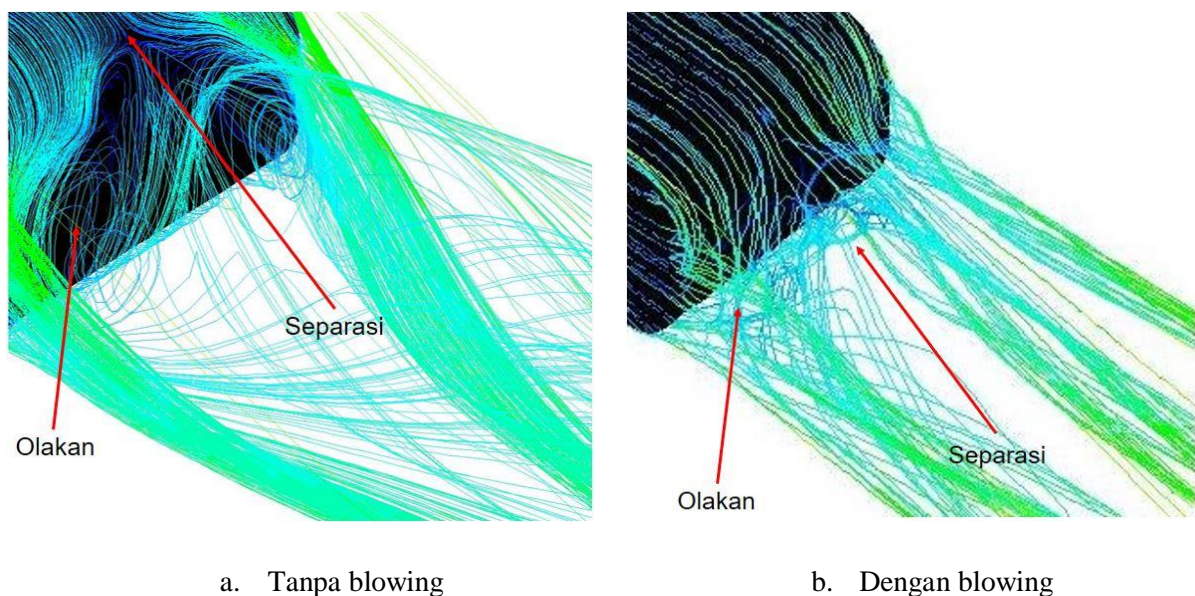 Separasi
Olakan
Separasi
Olakan
a. Tanpa blowing
b. Dengan blowing